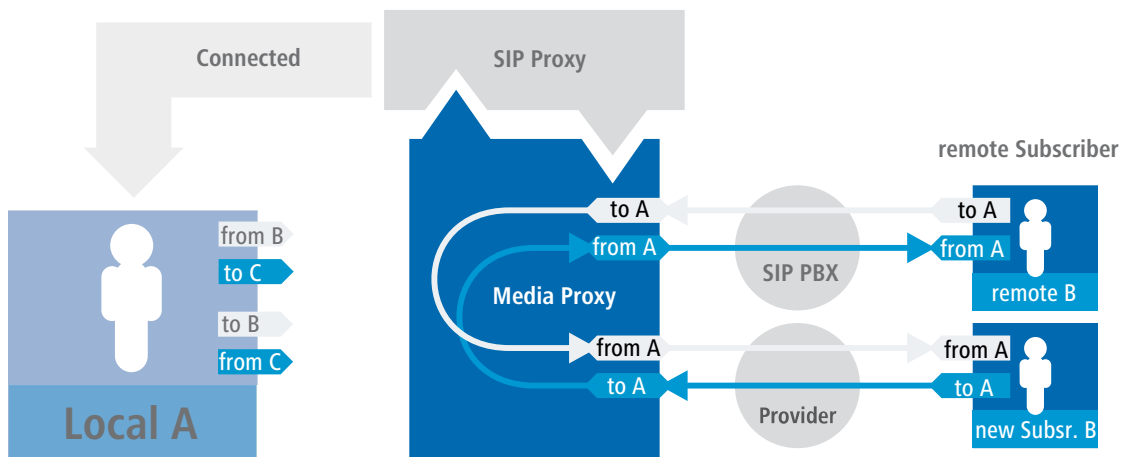 Connected
SIP Proxy
remote Subscriber
to A
to A
from B
from A
from A
to C
SIP PBX
remote B
Media Proxy
to B
from A
from A
from C
to A
to A
Local A
Provider
new Subsr. B